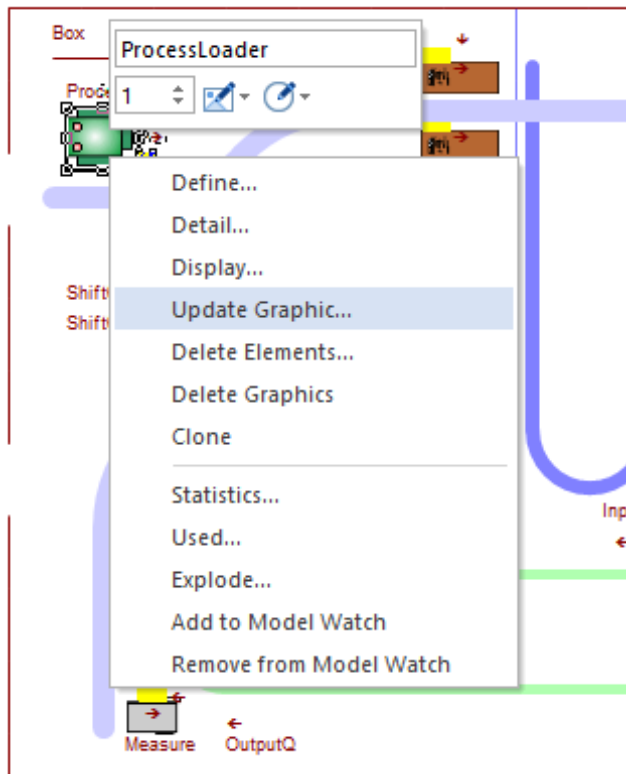 Box
ProcessLoader
1
Define...
Detail...
Display...
Update Graphic...
Delete Elements...
Delete Graphics
Clone
Statistics...
Used...
Explode...
Add to Model Watch
Remove from Model Watch
Measure
OutputQ